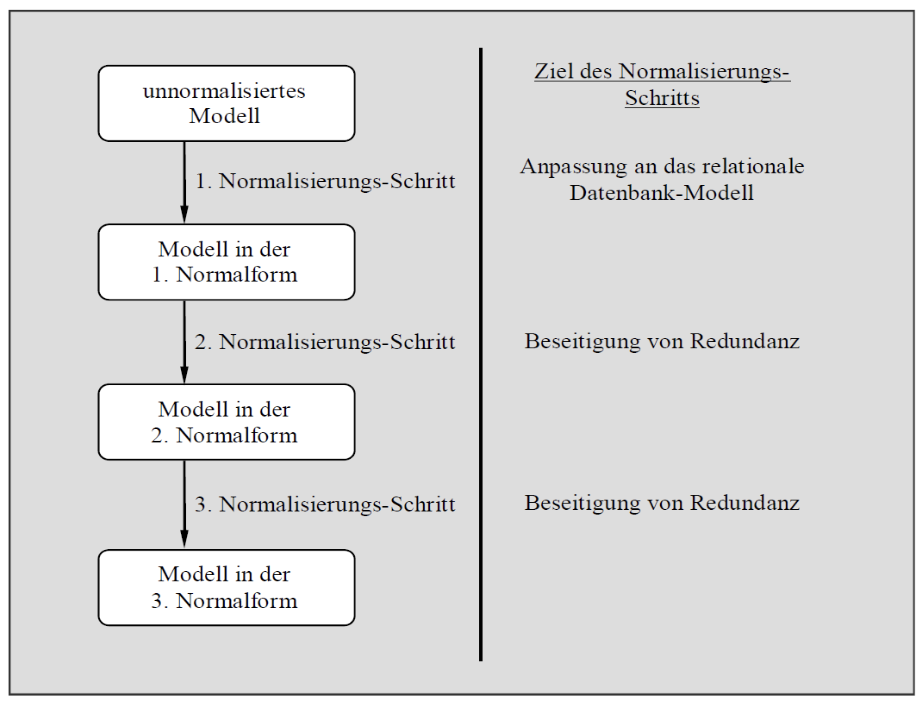 unnormalisiertes
Modell
Ziel des Normalisierungs-
Schritts
1. Normalisierungs-Schritt
Anpassung an das relationale
Datenbank-Modell
Modell in der
1. Normalform
2. Normalisierungs-Schritt
Beseitigung von Redundanz
Modell in der
2. Normalform
3. Normalisierungs-Schritt
Beseitigung von Redundanz
Modell in der
3. Normalform